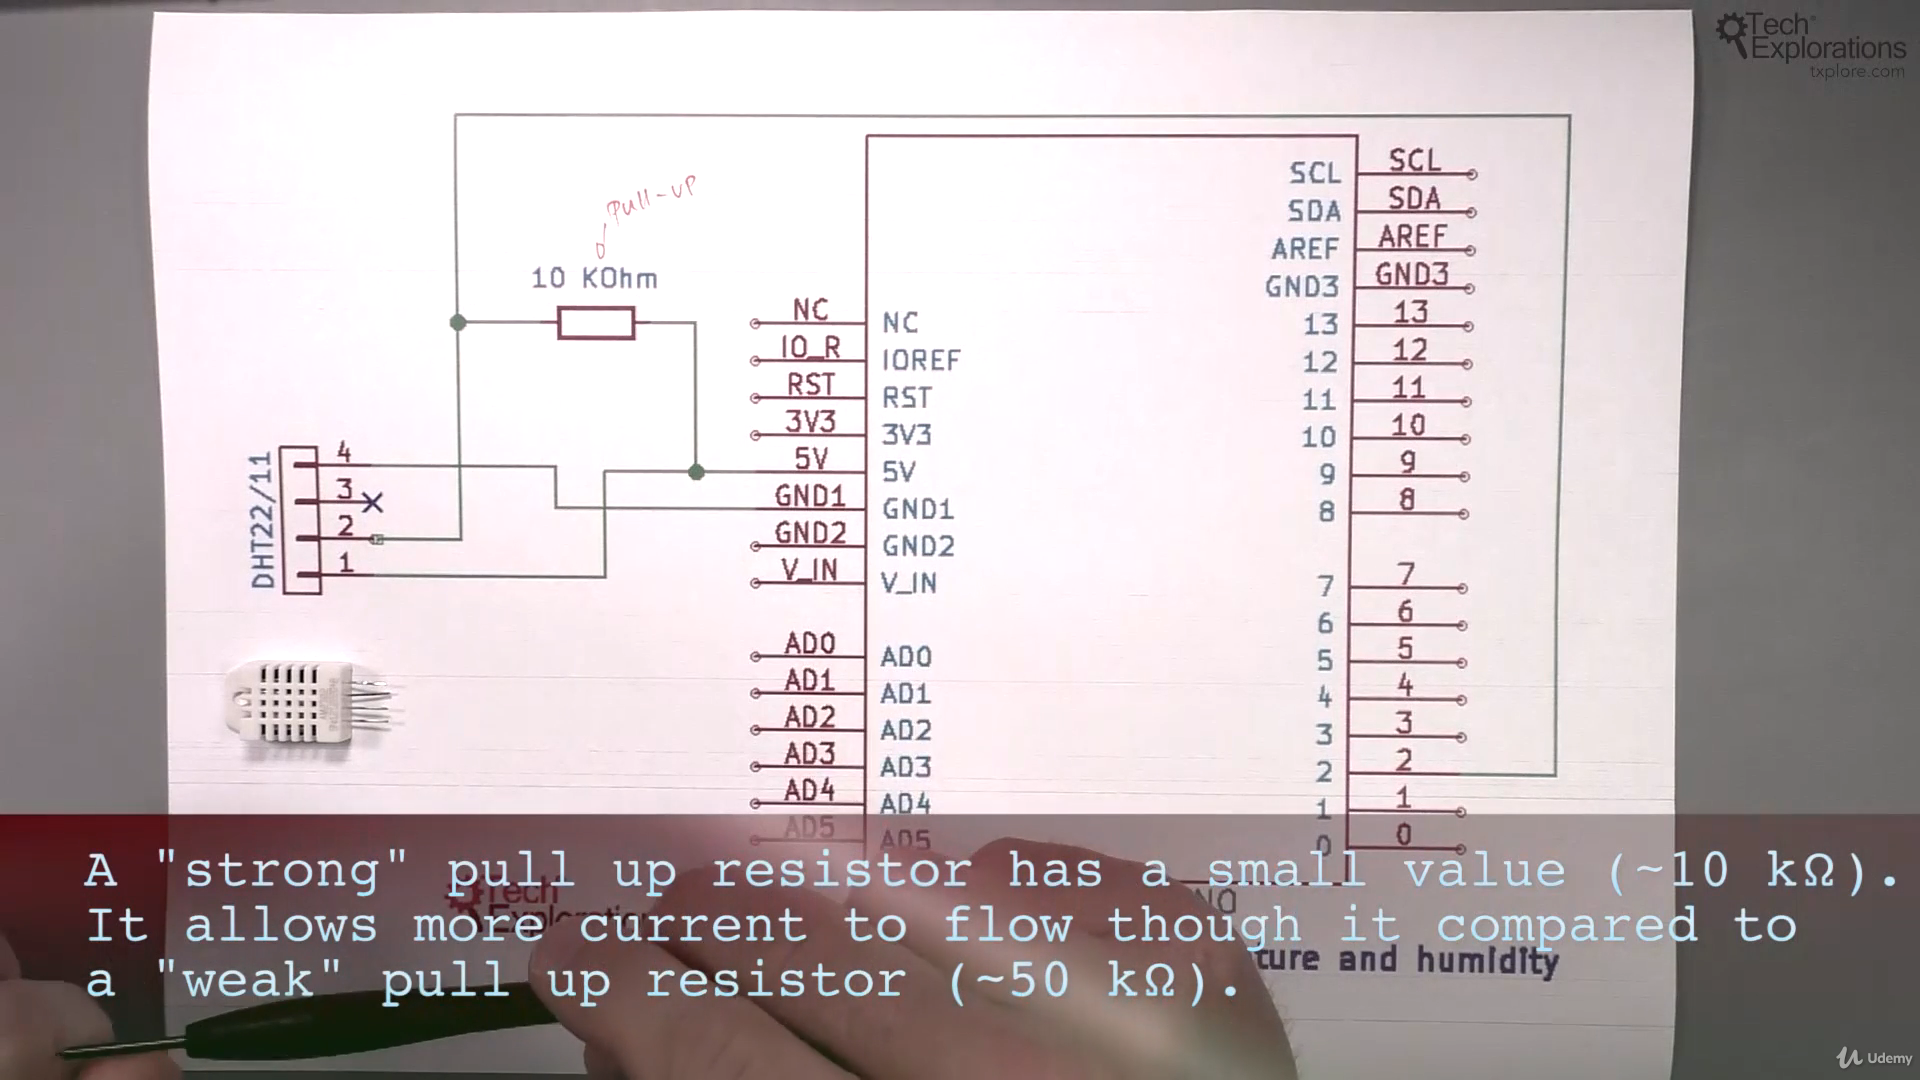 Tech
Explorations
txplore.com
Pull-up
10 KOhm
DHT22/11
4
3
2
1
NC
IO_R
RST
3V3
5V
GND1
GND2
V_IN
AD0
AD1
AD2
AD3
AD4
AD5
NC
IOREF
RST
3V3
5V
GND1
GND2
V_IN
AD0
AD1
AD2
AD3
AD4
AD5
SCL
SDA
AREF
GND3
13
12
11
10
9
8
7
6
5
4
3
2
1
0
SCL
SDA
AREF
GND3
13
12
11
10
9
8
7
6
5
4
3
2
1
0
Tech
ture and humidity
A "strong" pull up resistor has a small value (~10 kΩ).
It allows more current to flow though it compared to
a "weak" pull up resistor (~50 kΩ).
Udemy